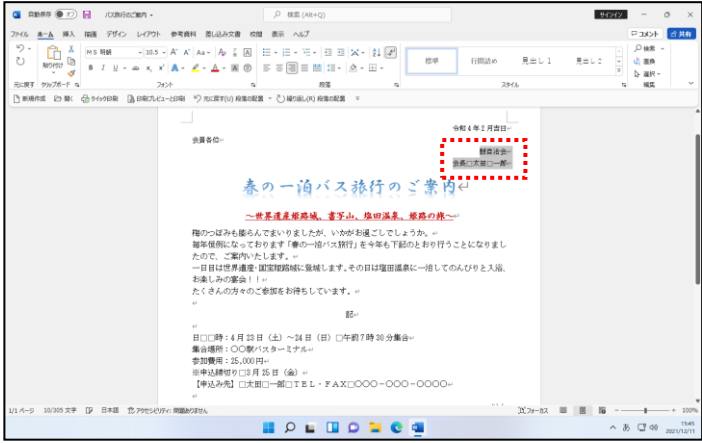 自動保存 オフ バス旅行のご案内 検索 (Alt+Q) サインイン
ファイル ホーム 挿入 描画 デザイン レイアウト 参考資料 差し込み文書 校閲 表示 ヘルプ コメント 共有
MS 明朝 10.5 標準 行間詰め 見出し 1 見出し 2 検索
貼り付け 置換
選択
元に戻す クリップボード フォント 段落 スタイル 編集
新規作成 開く クイック印刷 印刷プレビューと印刷 元に戻す(U) 段落の配置 繰り返し(R) 段落の配置
令和4年2月吉日
会員各位
会長□太田□一郎
春の一泊バス旅行のご案内
～世界遺産姫路城、書写山、塩田温泉、姫路の旅～
梅のつぼみも膨らんでまいりましたが、いかがお過ごしでしょうか。
毎年恒例になっております「春の一泊バス旅行」を今年も下記のとおり行うことになりまし
たので、ご案内いたします。
一日目は世界遺産・国宝姫路城に登城します。その日は塩田温泉に一泊してのんびりと入浴、
お楽しみの宴会！！
たくさんの方々のご参加をお待ちしています。
記
日□□時：4月23日（土）～24日（日）□午前7時30分集合
集合場所：〇〇駅バスターミナル
参加費用：25,000円
※申込締切り□3月25日（金）
【申込み先】□太田□一郎□ＴＥＬ・ＦＡＸ□〇〇〇-〇〇〇-〇〇〇〇
1/1 ページ 10/305 文字 日本語 アクセシビリティ: 問題ありません フォーカス 100%
あ 15:45
2021/12/11